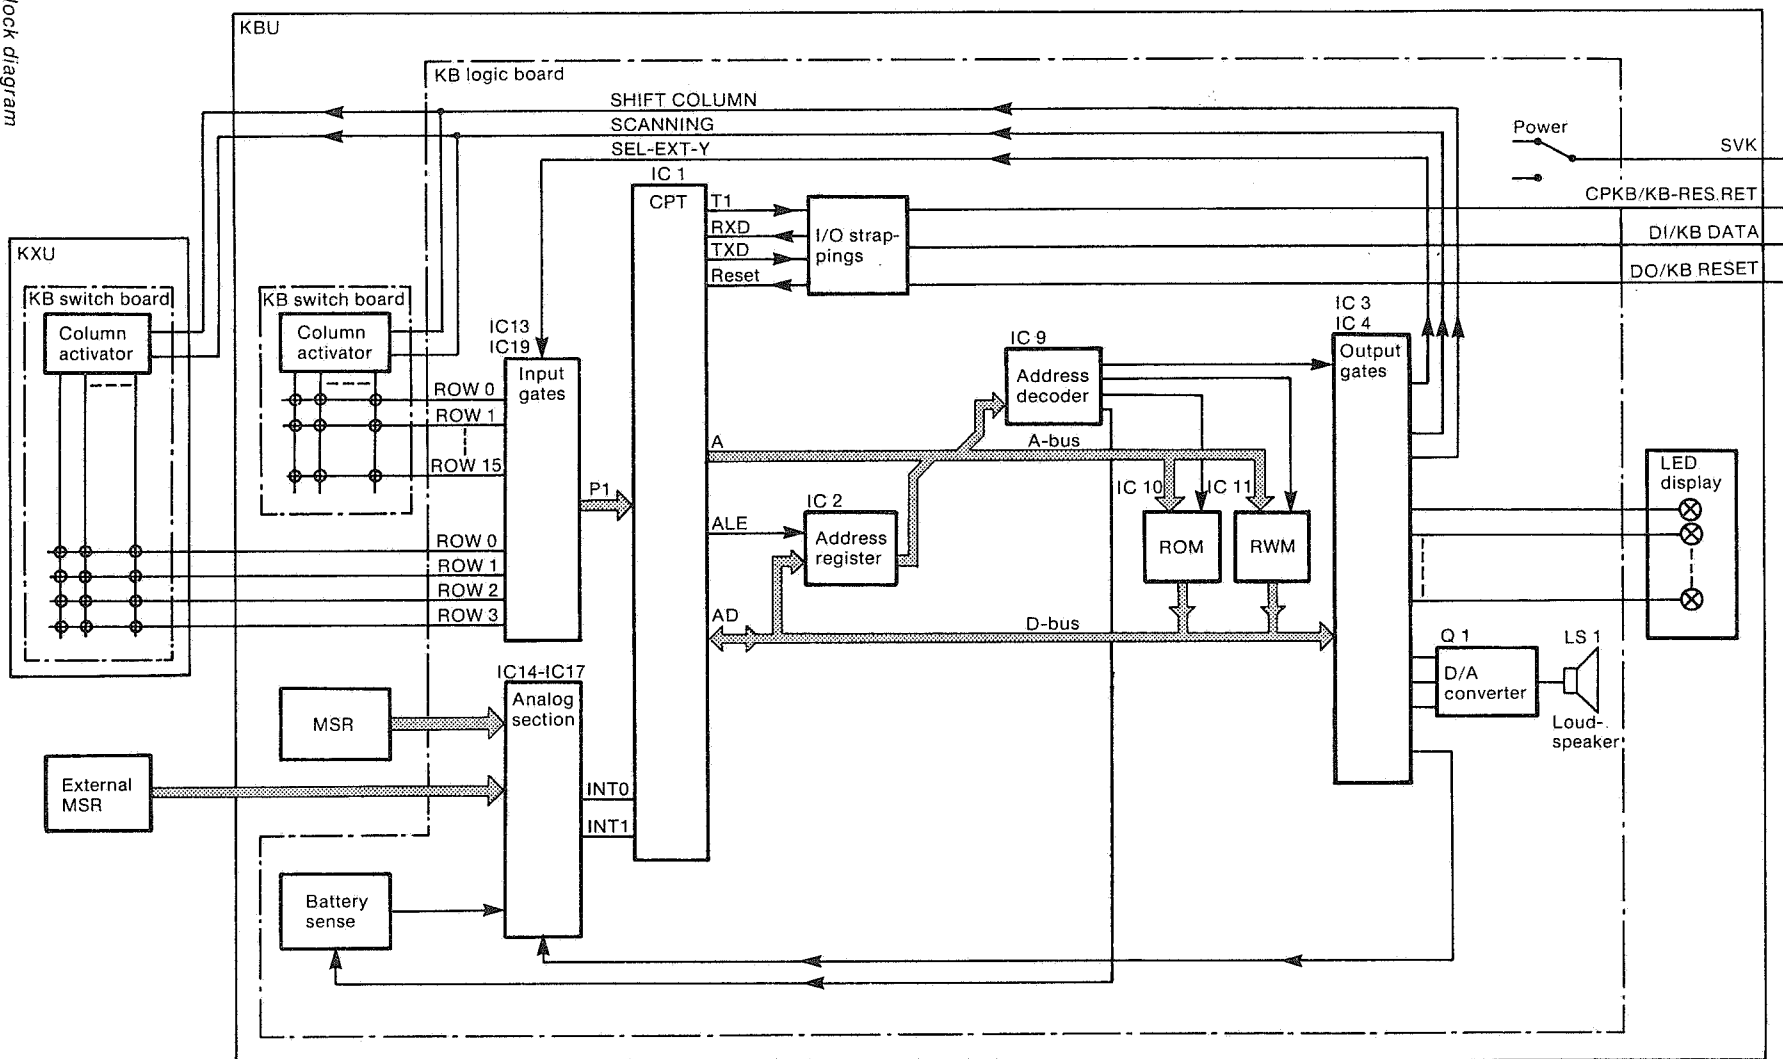 lock diagram
KBU
KB logic board
SHIFT COLUMN
SCANNING
SEL-EXT-Y
Power
SVK
CPKB/KB-RES.RET
DI/KB DATA
DO/KB RESET
IC 1
CPT
T1
RXD
TXD
Reset
I/O strap-
pings
KXU
KB switch board
Column
activator
KB switch board
Column
activator
IC13
IC19
Input
gates
ROW 0
ROW 1
ROW 15
P1
ROW 0
ROW 1
ROW 2
ROW 3
IC 9
Address
decoder
IC 3
IC 4
Output
gates
A
A-bus
IC 10
IC 11
ROM
RWM
ALE
IC 2
Address
register
AD
D-bus
LED
display
Q 1
D/A
converter
LS 1
Loud-
speaker
IC14-IC17
Analog
section
MSR
External
MSR
INT0
INT1
Battery
sense